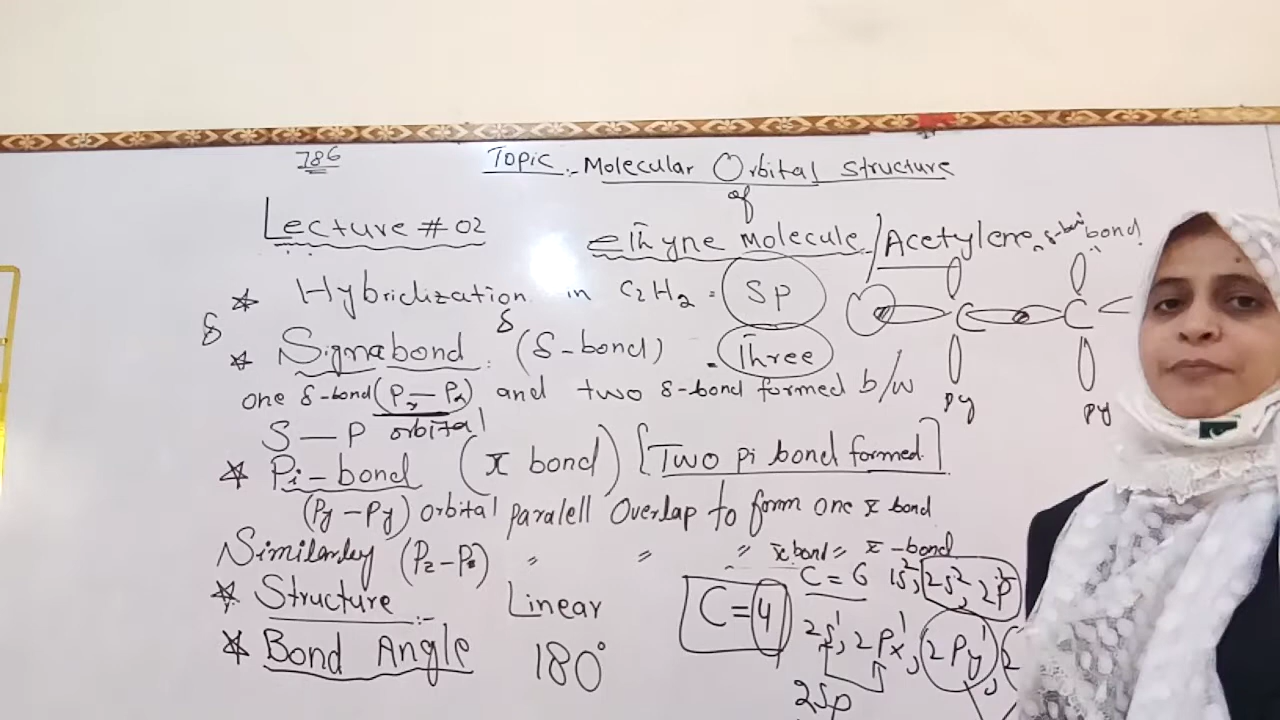 786
Topic :- Molecular Orbital Structure
of
Lecture # 02
ethyne Molecule / Acetylene
bond
* Hybridization in C2H2 = SP
δ δ
* Sigma bond : (δ-bond) = Three
one δ-bond (Px-Px) and two δ-bond formed b/w
S — P orbital
* Pi-bond (π bond) [Two pi bond formed.]
(Py-Py) orbital paralell Overlap to form one π bond
Similarley (Pz-Pz) " " " π bond = π-bond
* Structure :- Linear
* Bond Angle 180°
C C
Py Py
C = 6 1s², 2s², 2p²
C = 4
2s¹, 2Px¹, 2Py¹, 2
2sp